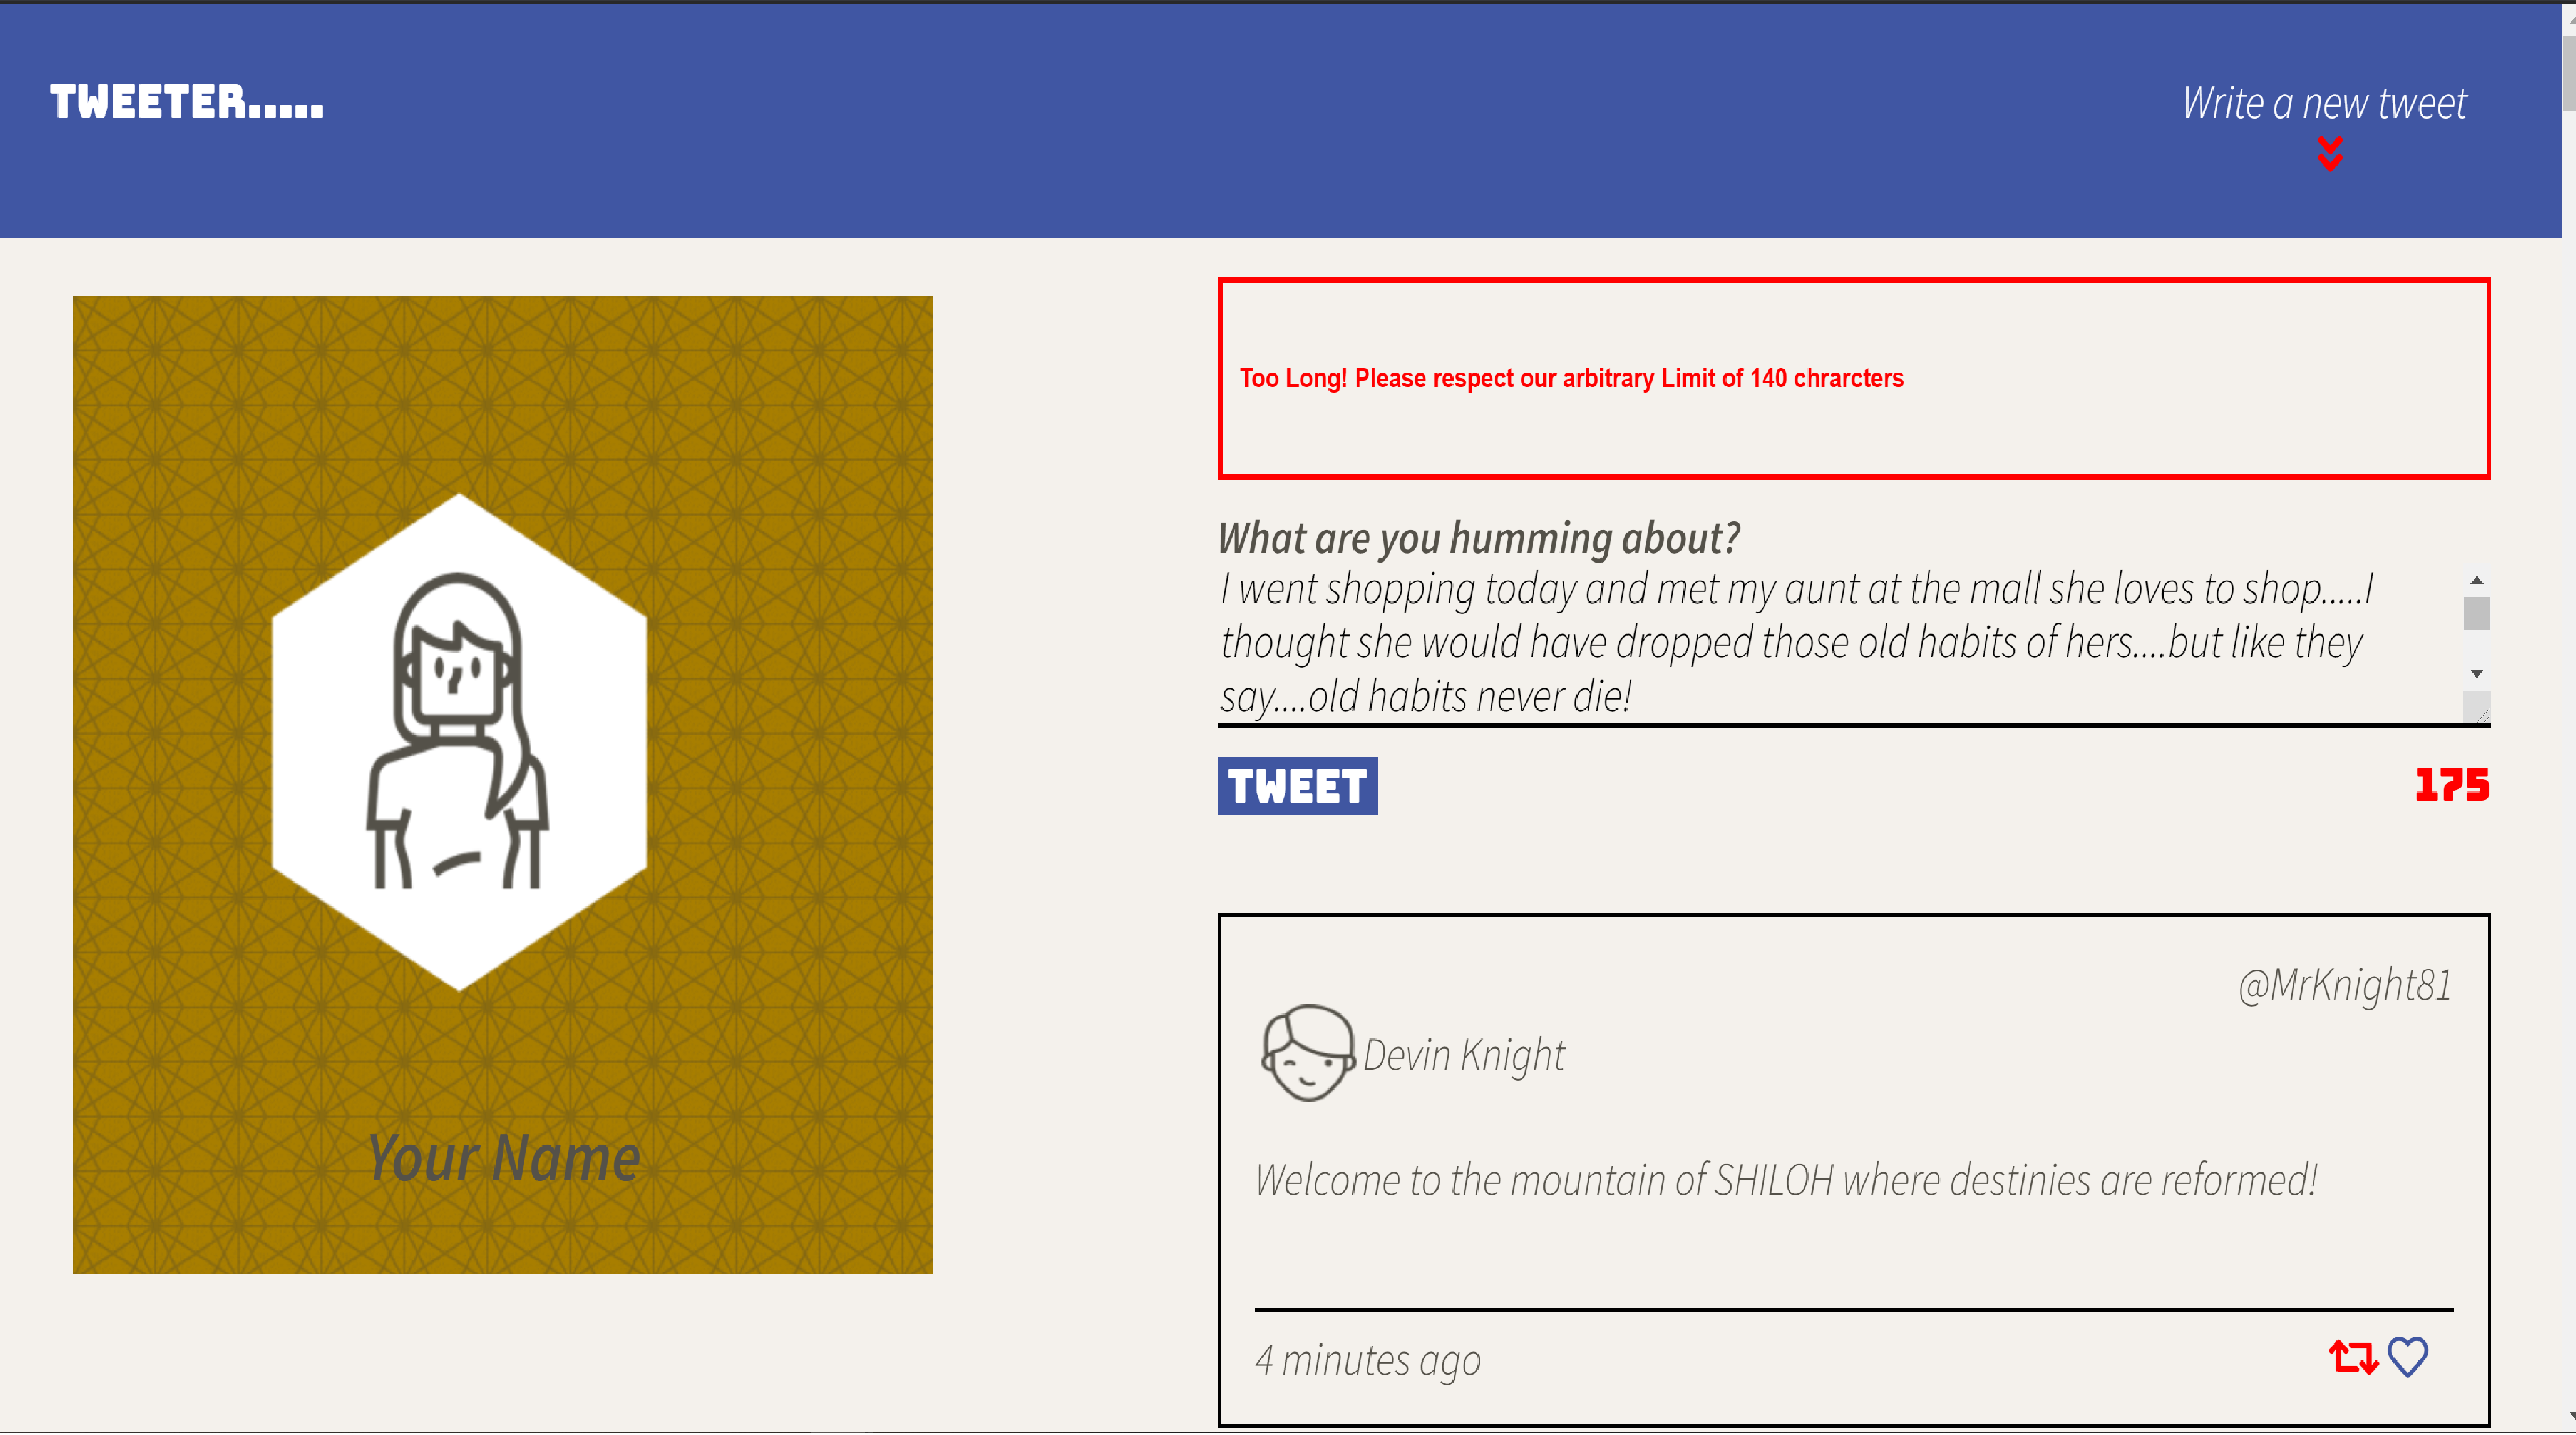 TWEETER.....
Write a new tweet
Too Long! Please respect our arbitrary Limit of 140 chrarcters
What are you humming about?
I went shopping today and met my aunt at the mall she loves to shop.....I
thought she would have dropped those old habits of hers....but like they
say....old habits never die!
TWEET
175
Your Name
@MrKnight81
Devin Knight
Welcome to the mountain of SHILOH where destinies are reformed!
4 minutes ago